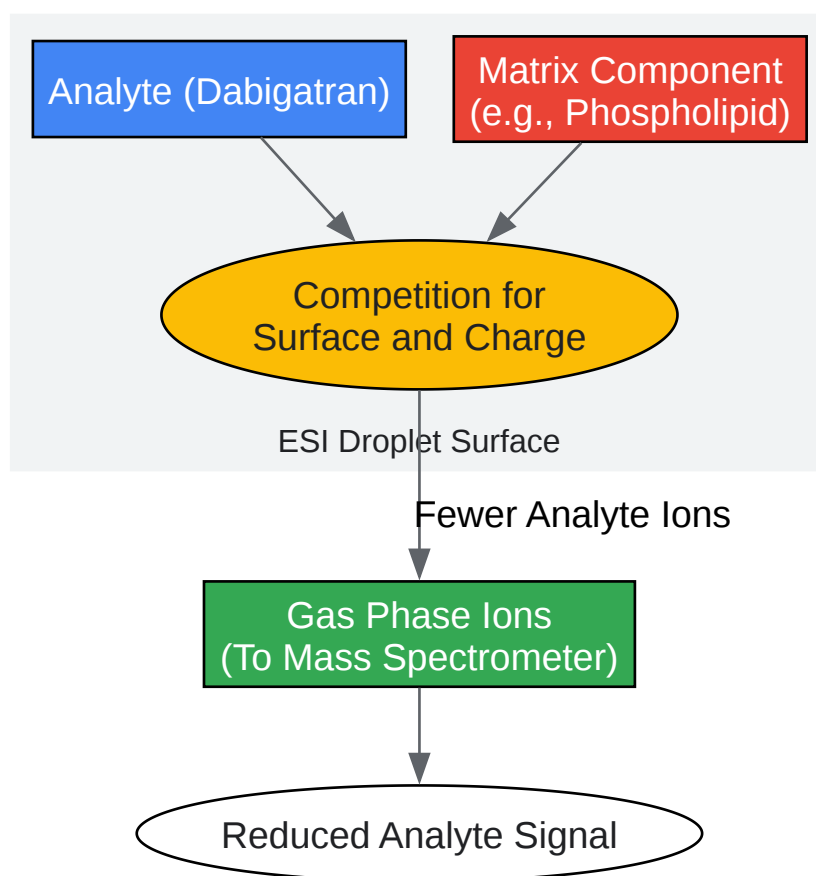 Analyte (Dabigatran)
Matrix Component
(e.g., Phospholipid)
Competition for
Surface and Charge
ESI Droplet Surface
Fewer Analyte Ions
Gas Phase Ions
(To Mass Spectrometer)
Reduced Analyte Signal